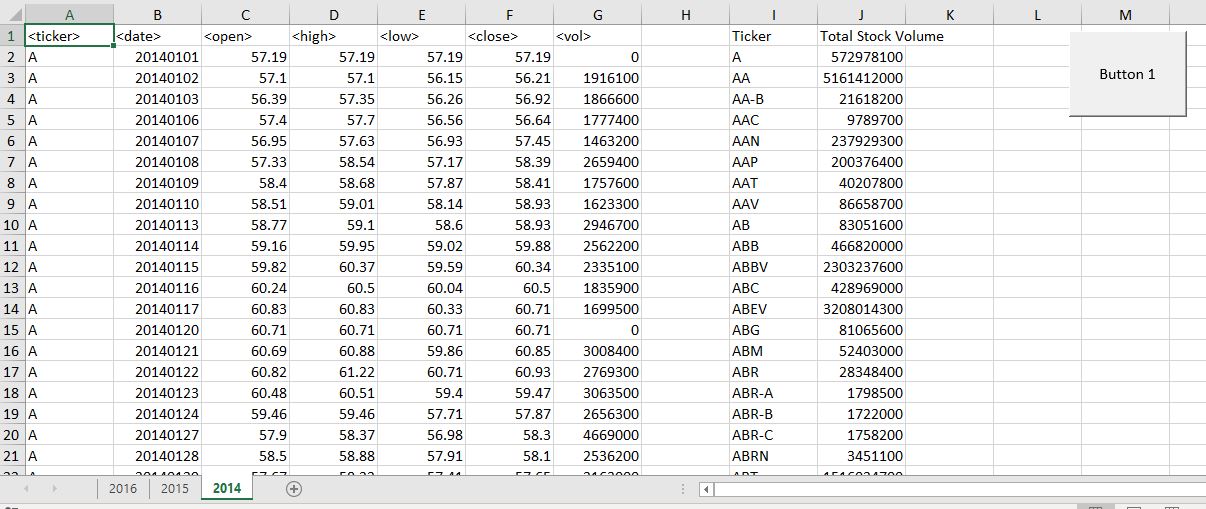 A B C D E F G H I J K L M
1 <ticker> <date> <open> <high> <low> <close> <vol> Ticker Total Stock Volume
2 A 20140101 57.19 57.19 57.19 57.19 0 A 572978100
Button 1
3 A 20140102 57.1 57.1 56.15 56.21 1916100 AA 5161412000
4 A 20140103 56.39 57.35 56.26 56.92 1866600 AA-B 21618200
5 A 20140106 57.4 57.7 56.56 56.64 1777400 AAC 9789700
6 A 20140107 56.95 57.63 56.93 57.45 1463200 AAN 237929300
7 A 20140108 57.33 58.54 57.17 58.39 2659400 AAP 200376400
8 A 20140109 58.4 58.68 57.87 58.41 1757600 AAT 40207800
9 A 20140110 58.51 59.01 58.14 58.93 1623300 AAV 86658700
10 A 20140113 58.77 59.1 58.6 58.93 2946700 AB 83051600
11 A 20140114 59.16 59.95 59.02 59.88 2562200 ABB 466820000
12 A 20140115 59.82 60.37 59.59 60.34 2335100 ABBV 2303237600
13 A 20140116 60.24 60.5 60.04 60.5 1835900 ABC 428969000
14 A 20140117 60.83 60.83 60.33 60.71 1699500 ABEV 3208014300
15 A 20140120 60.71 60.71 60.71 60.71 0 ABG 81065600
16 A 20140121 60.69 60.88 59.86 60.85 3008400 ABM 52403000
17 A 20140122 60.82 61.22 60.71 60.93 2769300 ABR 28348400
18 A 20140123 60.48 60.51 59.4 59.47 3063500 ABR-A 1798500
19 A 20140124 59.46 59.46 57.71 57.87 2656300 ABR-B 1722000
20 A 20140127 57.9 58.37 56.98 58.3 4669000 ABR-C 1758200
21 A 20140128 58.5 58.88 57.91 58.1 2536200 ABRN 3451100
2016 2015 2014